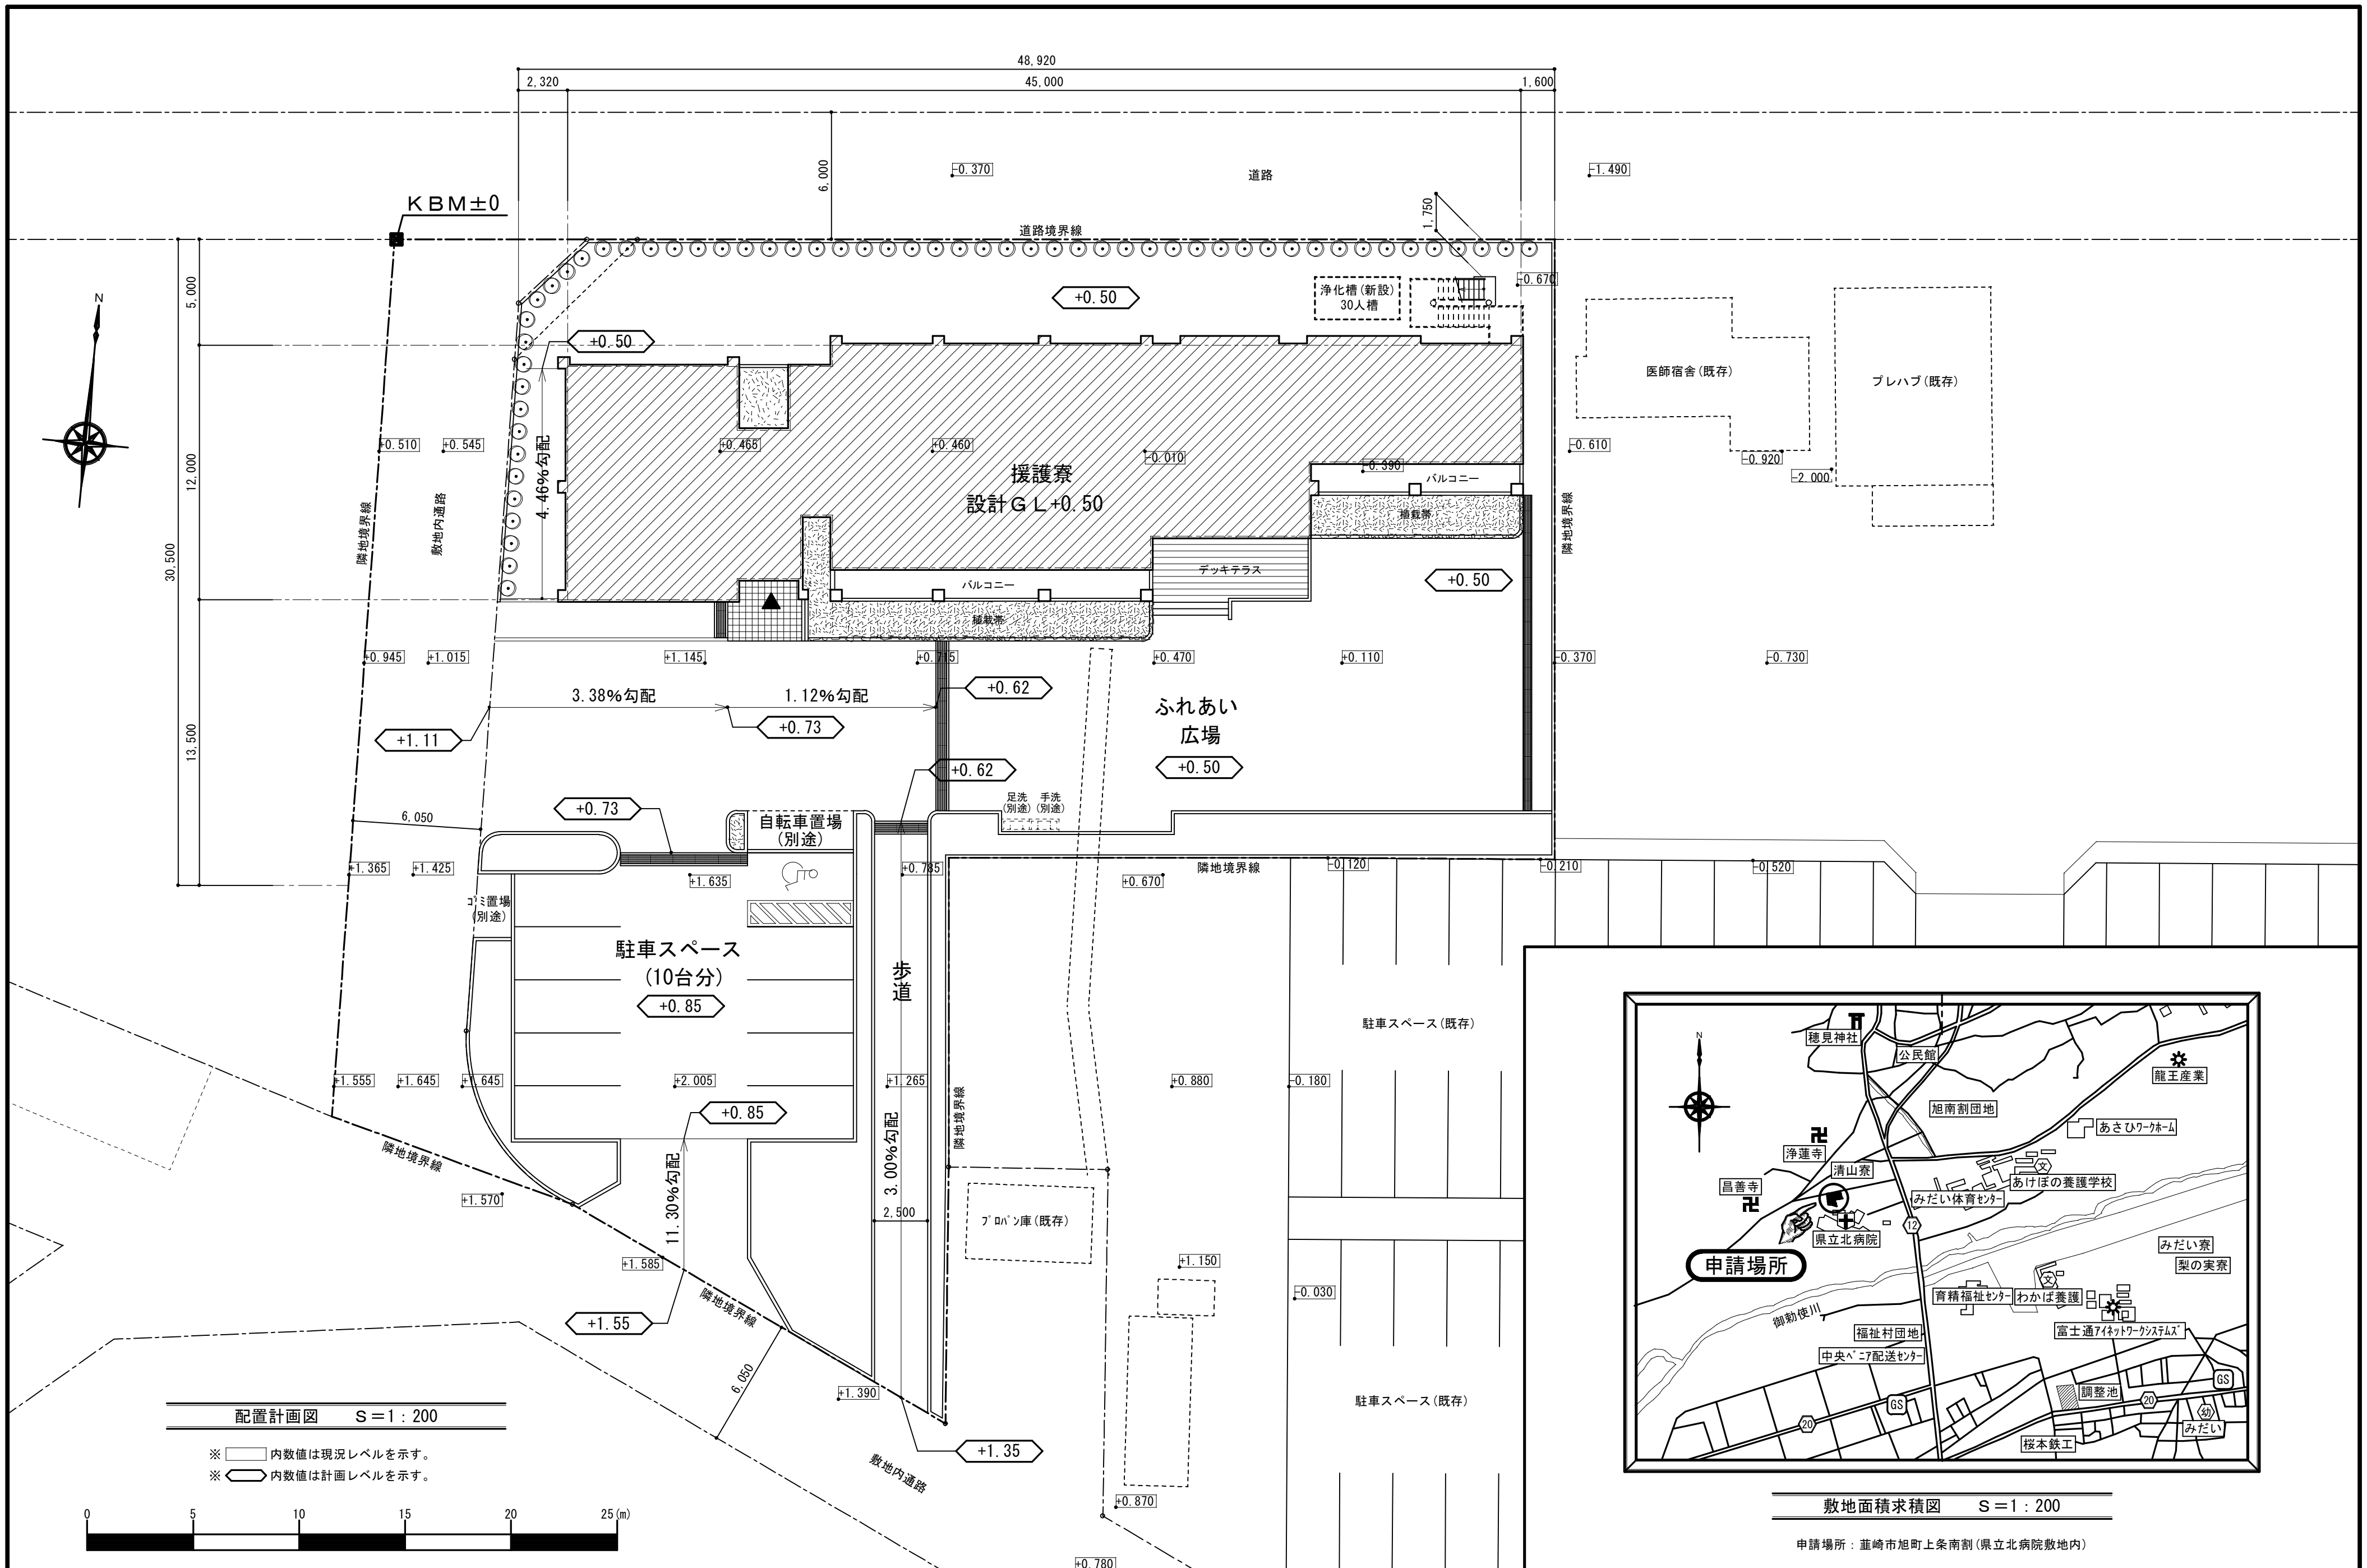 48,920
2,320
45,000
1,600
6,000
-0.370
道路
-1.490
KBM±0
1,750
道路境界線
N
5,000
+0.50
浄化槽(新設)
30人槽
-0.670
+0.50
医師宿舎(既存)
プレハブ(既存)
12,000
+0.510
+0.545
4.46%勾配
+0.465
+0.460
-0.010
-0.390
-0.610
-0.920
-2.000
援護寮
設計GL+0.50
バルコニー
植栽帯
隣地境界線
敷地内通路
隣地境界線
30,500
デッキテラス
バルコニー
+0.50
植栽帯
+0.945
+1.015
+1.145
+0.715
+0.470
+0.110
-0.370
-0.730
3.38%勾配
1.12%勾配
+0.62
ふれあい
広場
+0.50
+0.73
+1.11
13,500
+0.62
+0.73
足洗
(別途)
手洗
(別途)
6,050
自転車置場
(別途)
+1.365
+1.425
+1.635
+0.785
+0.670
隣地境界線
-0.120
-0.210
-0.520
ゴミ置場
(別途)
駐車スペース
(10台分)
+0.85
歩道
駐車スペース(既存)
+1.555
+1.645
+1.645
+2.005
+1.265
+0.880
-0.180
+0.85
隣地境界線
隣地境界線
11.30%勾配
3.00%勾配
+1.570
2,500
プロパン庫(既存)
+1.585
+1.150
隣地境界線
-0.030
+1.55
6,050
+1.390
駐車スペース(既存)
+1.35
敷地内通路
+0.870
+0.780
配置計画図 S=1:200
※ 内数値は現況レベルを示す。
※ 内数値は計画レベルを示す。
0 5 10 15 20 25(m)
N
穂見神社
公民館
龍王産業
旭南割団地
あさひワークホーム
浄蓮寺
清山寮
文
あけぼの養護学校
昌善寺
みだい体育センター
12
県立北病院
申請場所
みだい寮
梨の実寮
文
育精福祉センター
わかば養護
御勅使川
富士通アイネットワークシステムズ
福祉村団地
中央ベニア配送センター
GS
調整池
20
GS
幼
みだい
20
桜本鉄工
敷地面積求積図 S=1:200
申請場所:韮崎市旭町上条南割(県立北病院敷地内)